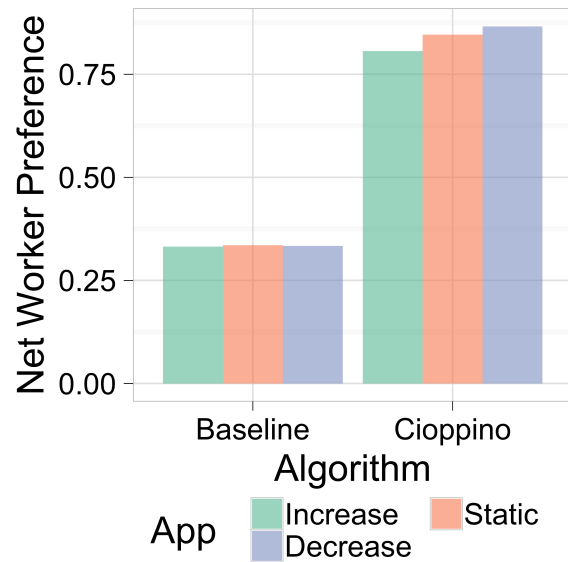 Net Worker Preference
0.75
0.50
0.25
0.00
Baseline Cioppino
Algorithm
App
Increase Static
Decrease